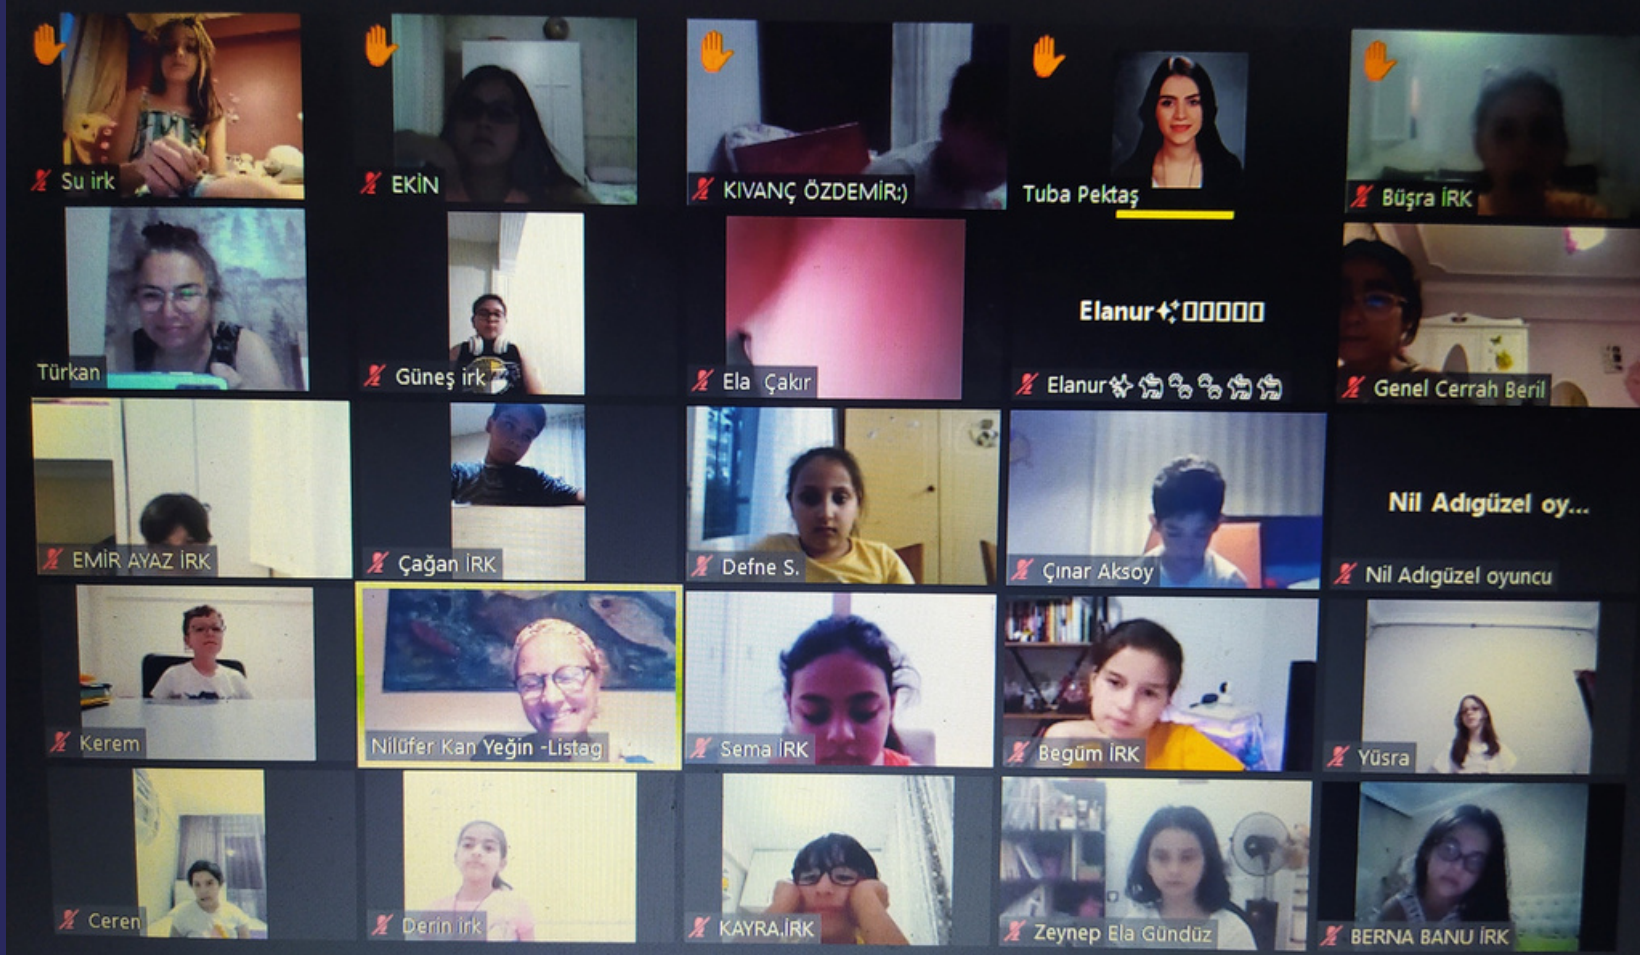 Su irk
EKİN
KIVANÇ ÖZDEMİR:)
Tuba Pektaş
Büşra İRK
Türkan
Güneş irk
Ela Çakır
Elanur
Elanur
Genel Cerrah Beril
EMİR AYAZ İRK
Çağan İRK
Defne S.
Çınar Aksoy
Nil Adıgüzel oy...
Nil Adıgüzel oyuncu
Kerem
Nilüfer Kan Yeğin -Listag
Sema İRK
Begüm İRK
Yüsra
Ceren
Derin irk
KAYRA.İRK
Zeynep Ela Gündüz
BERNA BANU İRK